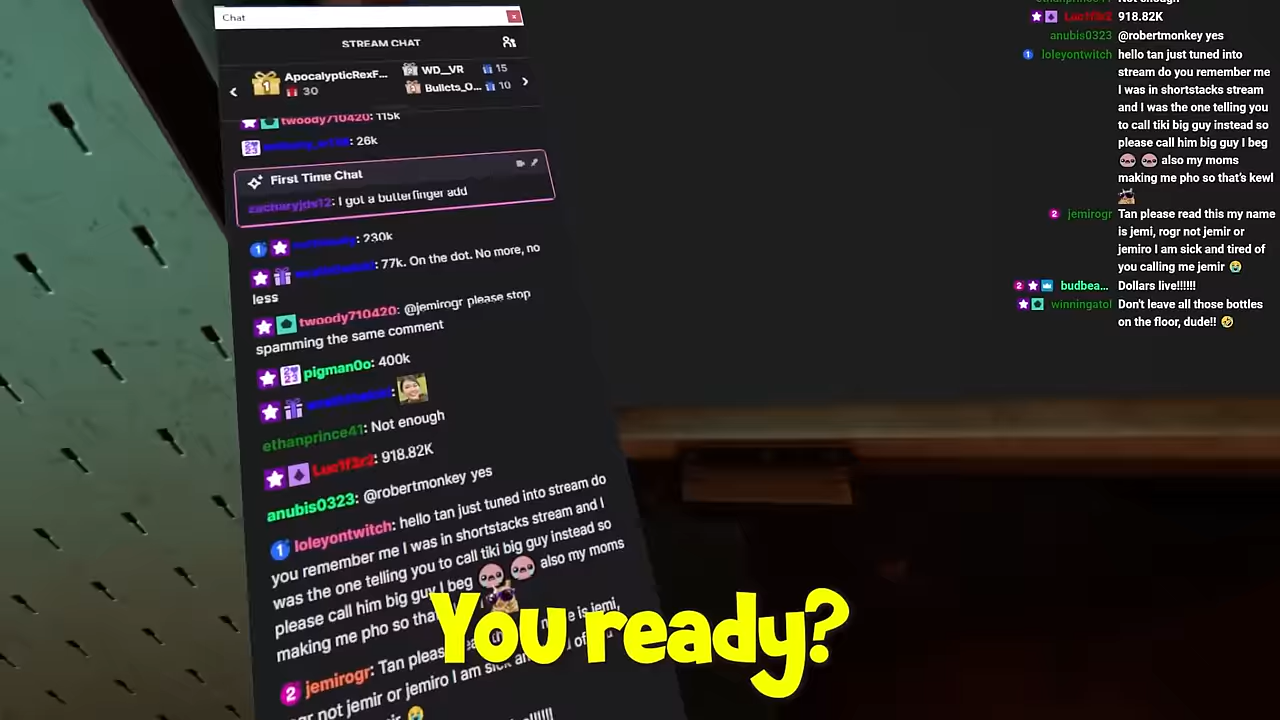 Chat
STREAM CHAT
ApocalypticRexF...
30
WD__VR
15
Bullets_O...
10
twoody710420: 115k
: 26k
First Time Chat
zacharyjds12: I got a butterfinger add
230k
: 77k. On the dot. No more, no
less
twoody710420: @jemirogr please stop
spamming the same comment
pigman0o: 400k
ethanprince41: Not enough
Luc1f3r2: 918.82K
anubis0323: @robertmonkey yes
loleyontwitch: hello tan just tuned into stream do
you remember me I was in shortstacks stream and I
was the one telling you to call tiki big guy instead so
please call him big guy I beg also my moms
making me pho so
jemirogr: Tan is jemi,
not jemir or jemiro I am sick
You ready?
Luc1f3r2 918.82K
anubis0323 @robertmonkey yes
loleyontwitch hello tan just tuned into
stream do you remember me
I was in shortstacks stream
and I was the one telling you
to call tiki big guy instead so
please call him big guy I beg
also my moms
making me pho so that's kewl
jemirogr Tan please read this my name
is jemi, rogr not jemir or
jemiro I am sick and tired of
you calling me jemir 😭
budbea... Dollars live!!!!!!
winningatol Don't leave all those bottles
on the floor, dude!! 🤣